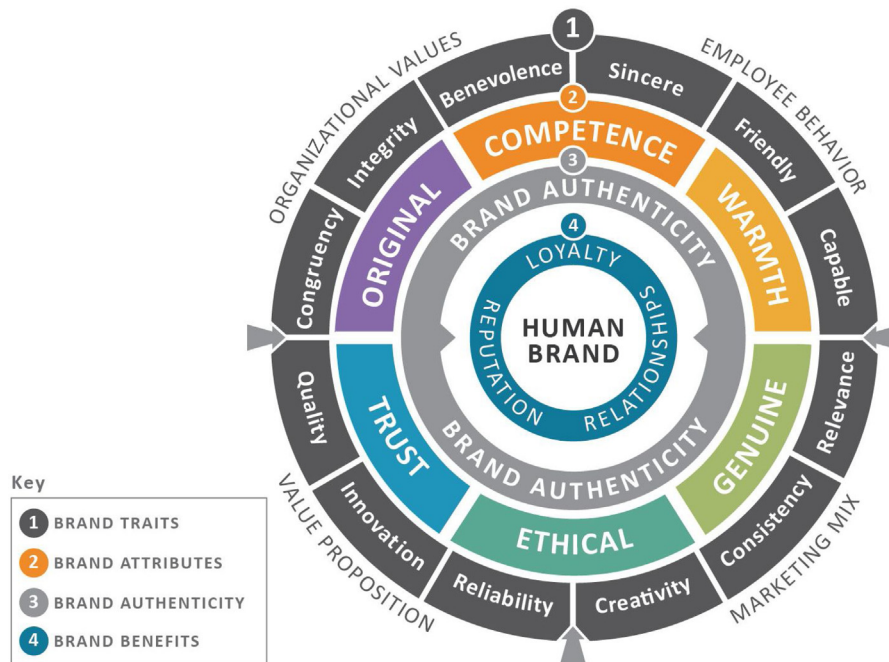 1
ORGANIZATIONAL VALUES
EMPLOYEE BEHAVIOR
Benevolence
Sincere
Integrity
Friendly
Congruency
Capable
Quality
Relevance
Innovation
Consistency
Reliability
Creativity
VALUE PROPOSITION
MARKETING MIX
2
COMPETENCE
ORIGINAL
WARMTH
TRUST
GENUINE
ETHICAL
3
BRAND AUTHENTICITY
BRAND AUTHENTICITY
4
LOYALTY
REPUTATION
RELATIONSHIPS
HUMAN
BRAND
Key
1 BRAND TRAITS
2 BRAND ATTRIBUTES
3 BRAND AUTHENTICITY
4 BRAND BENEFITS